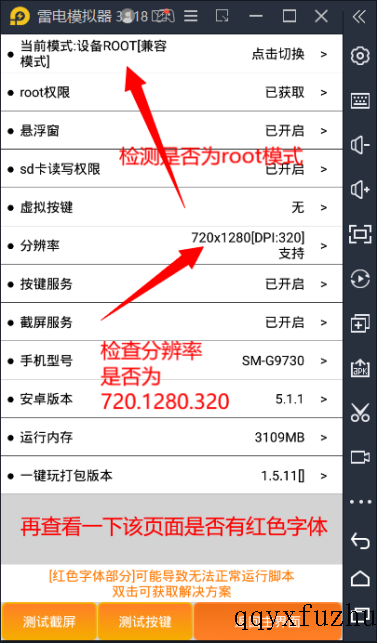 雷电模拟器
当前模式:设备ROOT[兼容
模式]
点击切换 >
root权限 已获取 >
悬浮窗 已开启 >
检测是否为root模式
sd卡读写权限 已开启 >
虚拟按键 无 >
分辨率 720x1280[DPI:320]
支持 >
按键服务 已开启 >
截屏服务 已开启 >
检查分辨率
是否为
720.1280.320
手机型号 SM-G9730 >
安卓版本 5.1.1 >
运行内存 3109MB >
一键玩打包版本 1.5.11[] >
再查看一下该页面是否有红色字体
[红色字体部分]可能导致无法正常运行脚本
双击可获取解决方案
测试截屏 测试按键
qqyxfuzhu